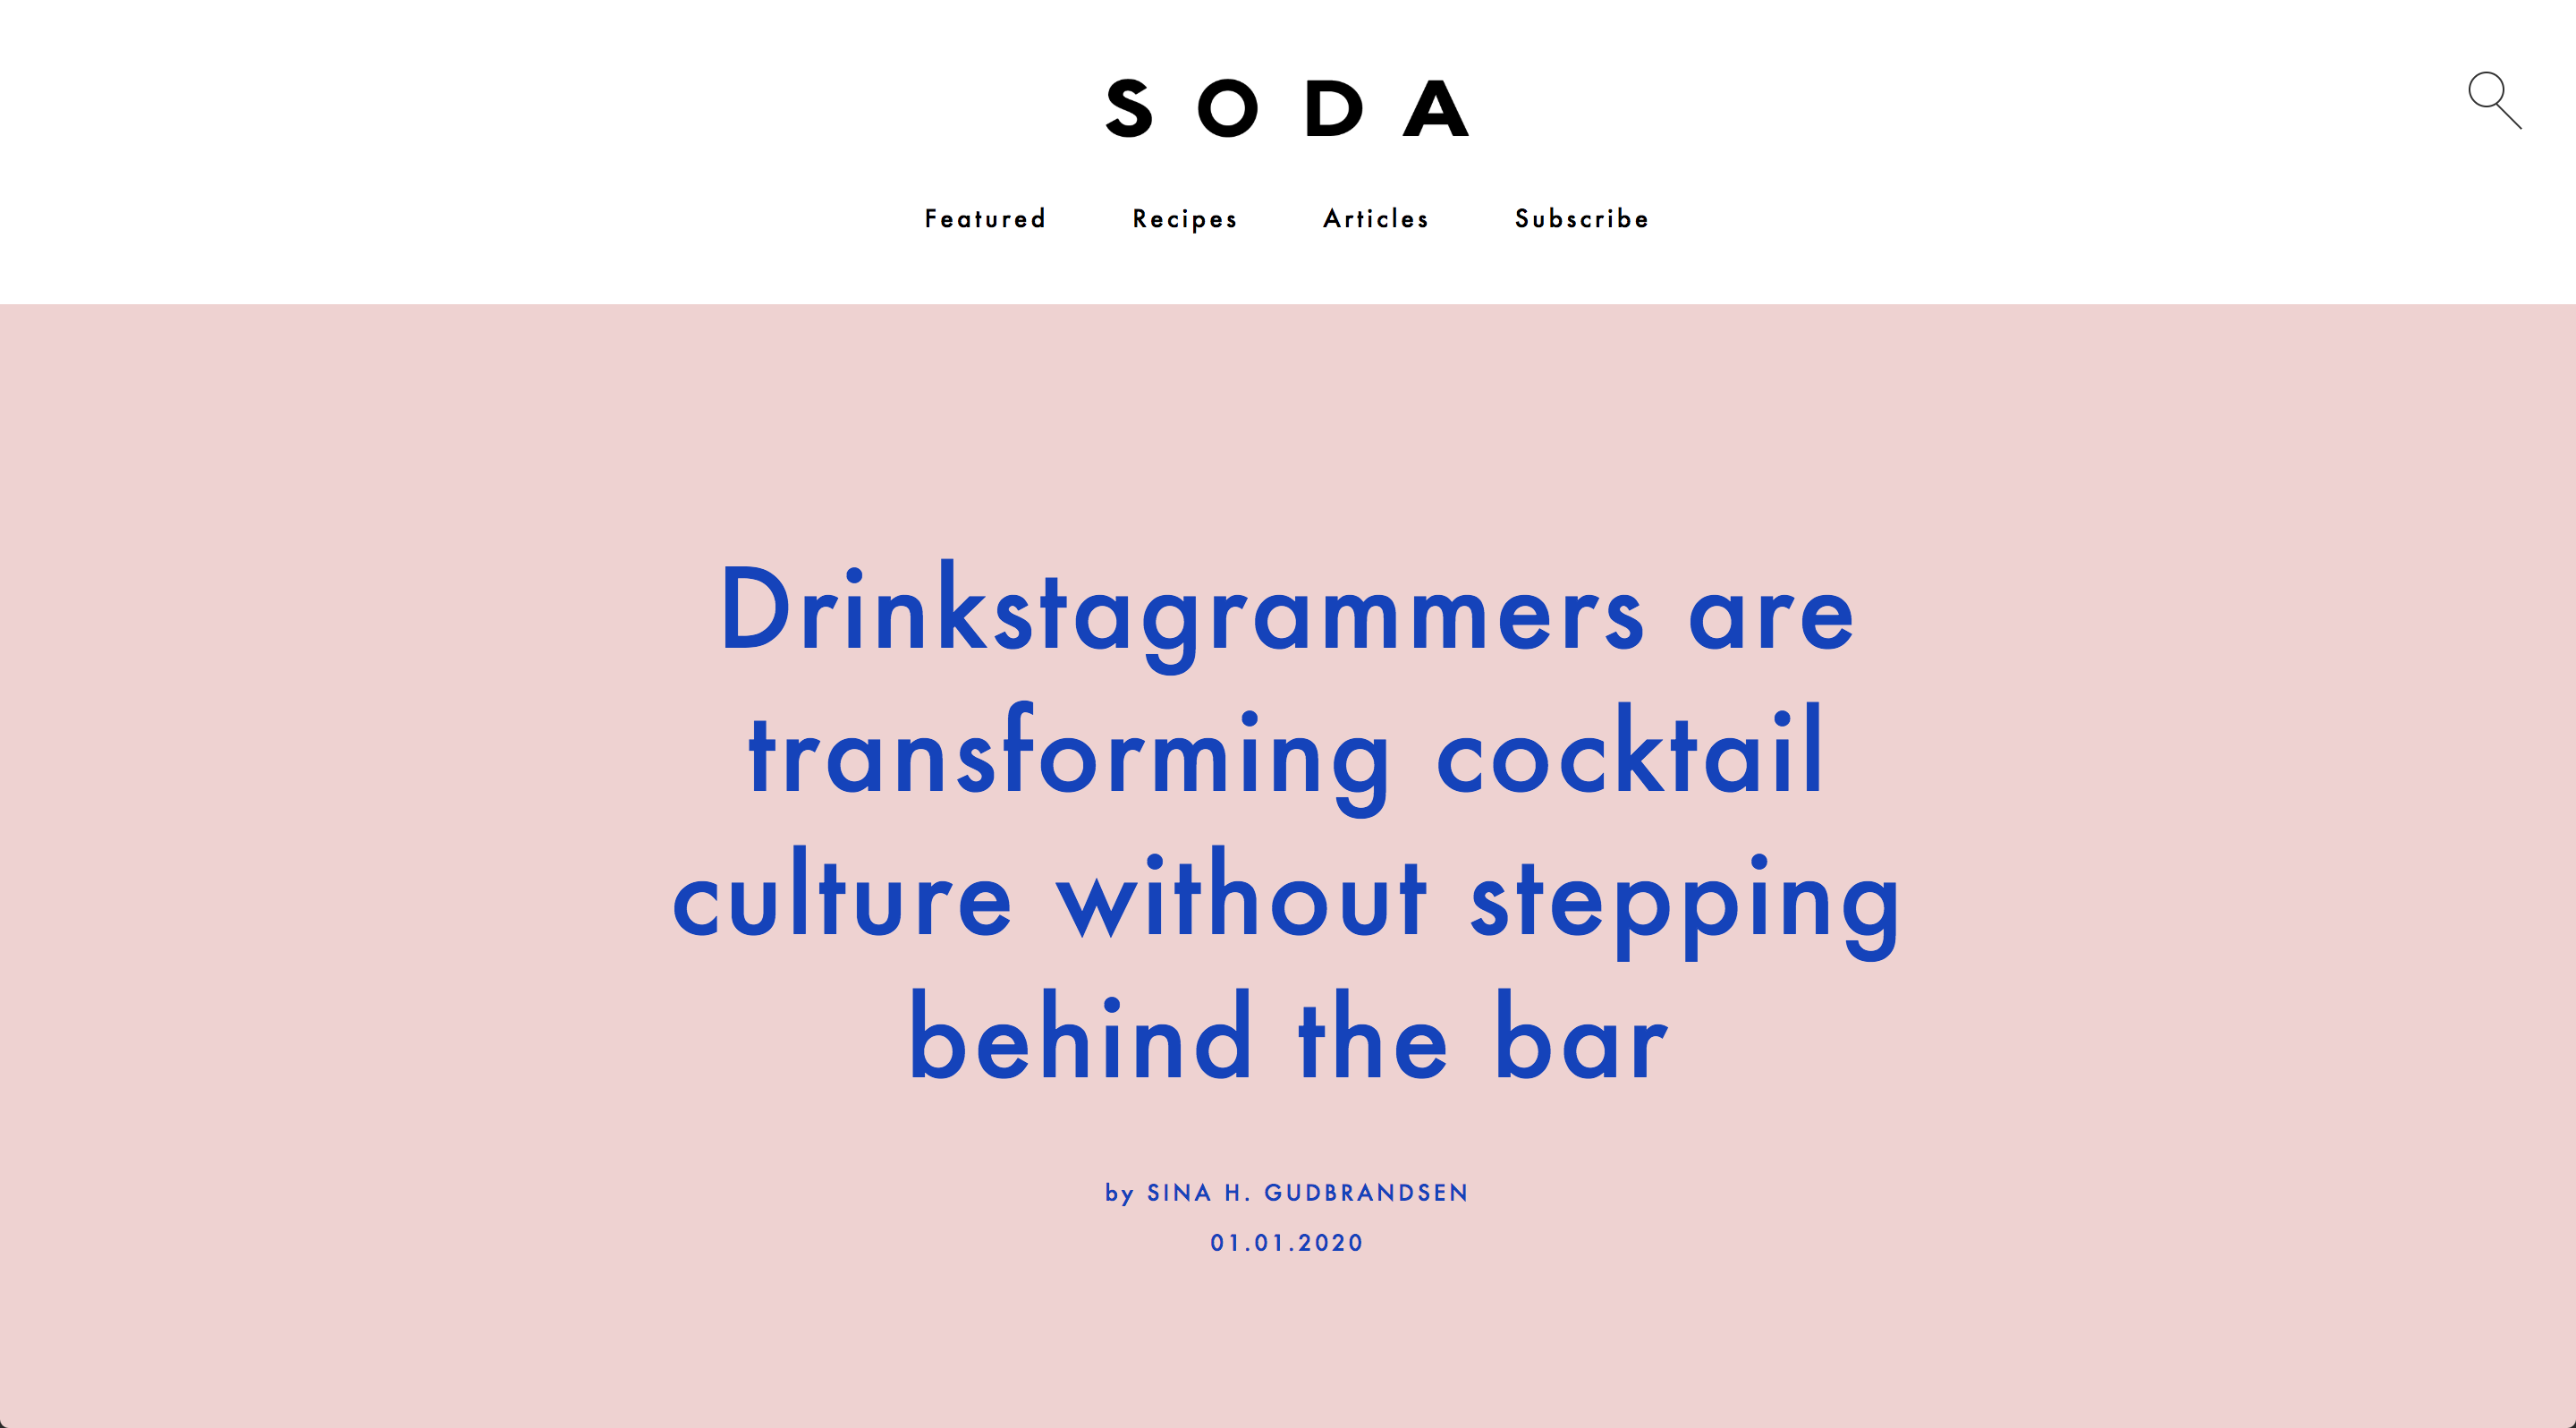 SODA
Featured Recipes Articles Subscribe
Drinkstagrammers are
transforming cocktail
culture without stepping
behind the bar
by SINA H. GUDBRANDSEN
01.01.2020